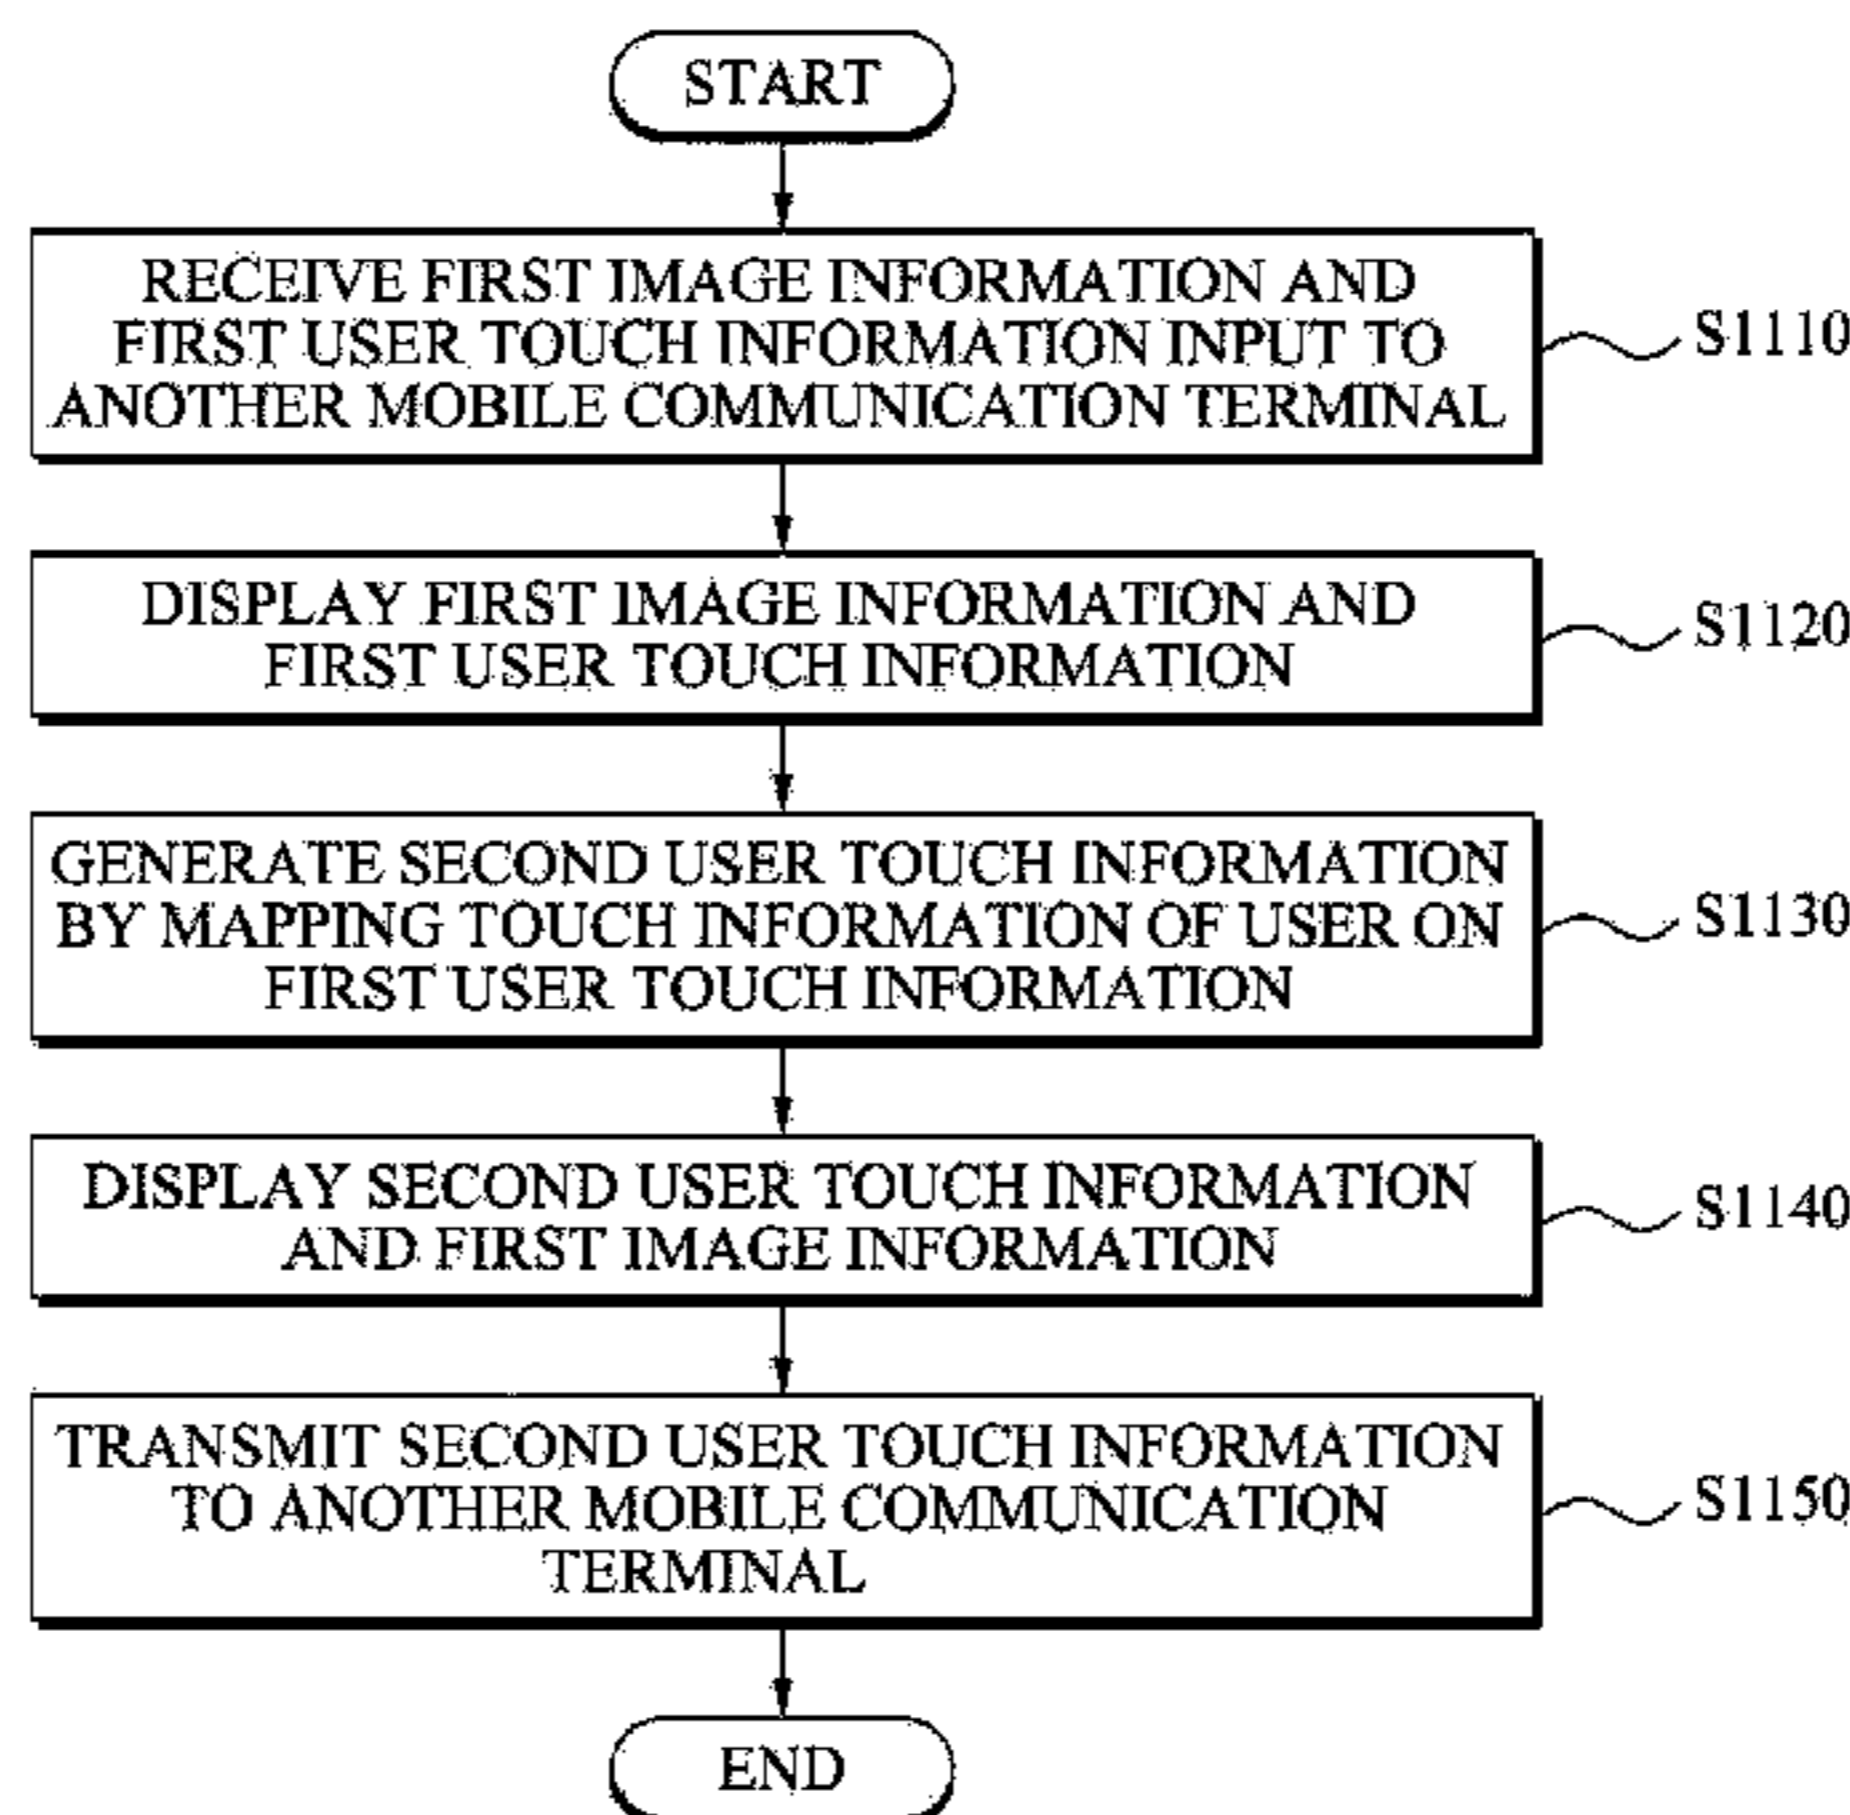 START
RECEIVE FIRST IMAGE INFORMATION AND
FIRST USER TOUCH INFORMATION INPUT TO
ANOTHER MOBILE COMMUNICATION TERMINAL
S1110
DISPLAY FIRST IMAGE INFORMATION AND
FIRST USER TOUCH INFORMATION
S1120
GENERATE SECOND USER TOUCH INFORMATION
BY MAPPING TOUCH INFORMATION OF USER ON
FIRST USER TOUCH INFORMATION
S1130
DISPLAY SECOND USER TOUCH INFORMATION
AND FIRST IMAGE INFORMATION
S1140
TRANSMIT SECOND USER TOUCH INFORMATION
TO ANOTHER MOBILE COMMUNICATION
TERMINAL
S1150
END